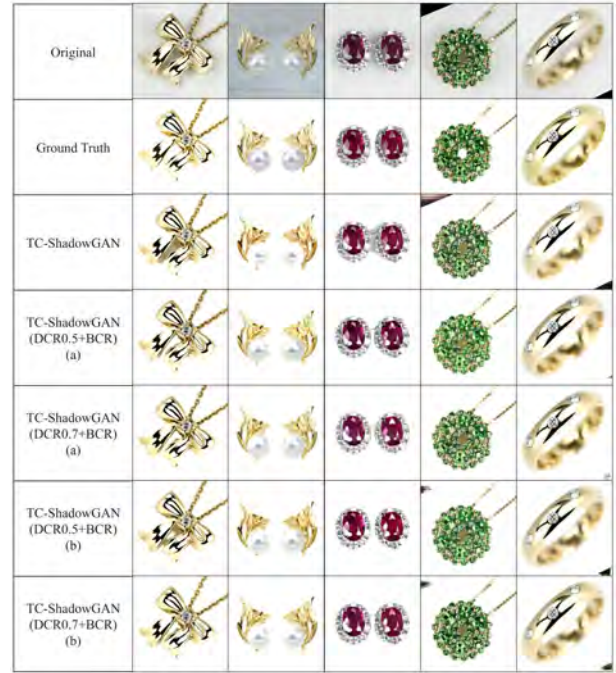 Original
Ground Truth
TC-ShadowGAN
TC-ShadowGAN
(DCR0.5+BCR)
(a)
TC-ShadowGAN
(DCR0.7+BCR)
(a)
TC-ShadowGAN
(DCR0.5+BCR)
(b)
TC-ShadowGAN
(DCR0.7+BCR)
(b)